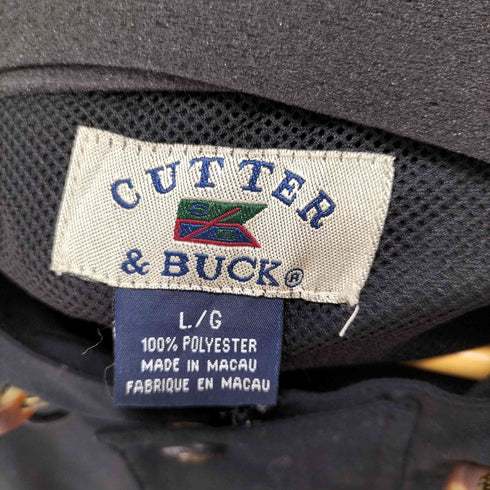 CUTTER
& BUCK®
L/G
100% POLYESTER
MADE IN MACAU
FABRIQUE EN MACAU